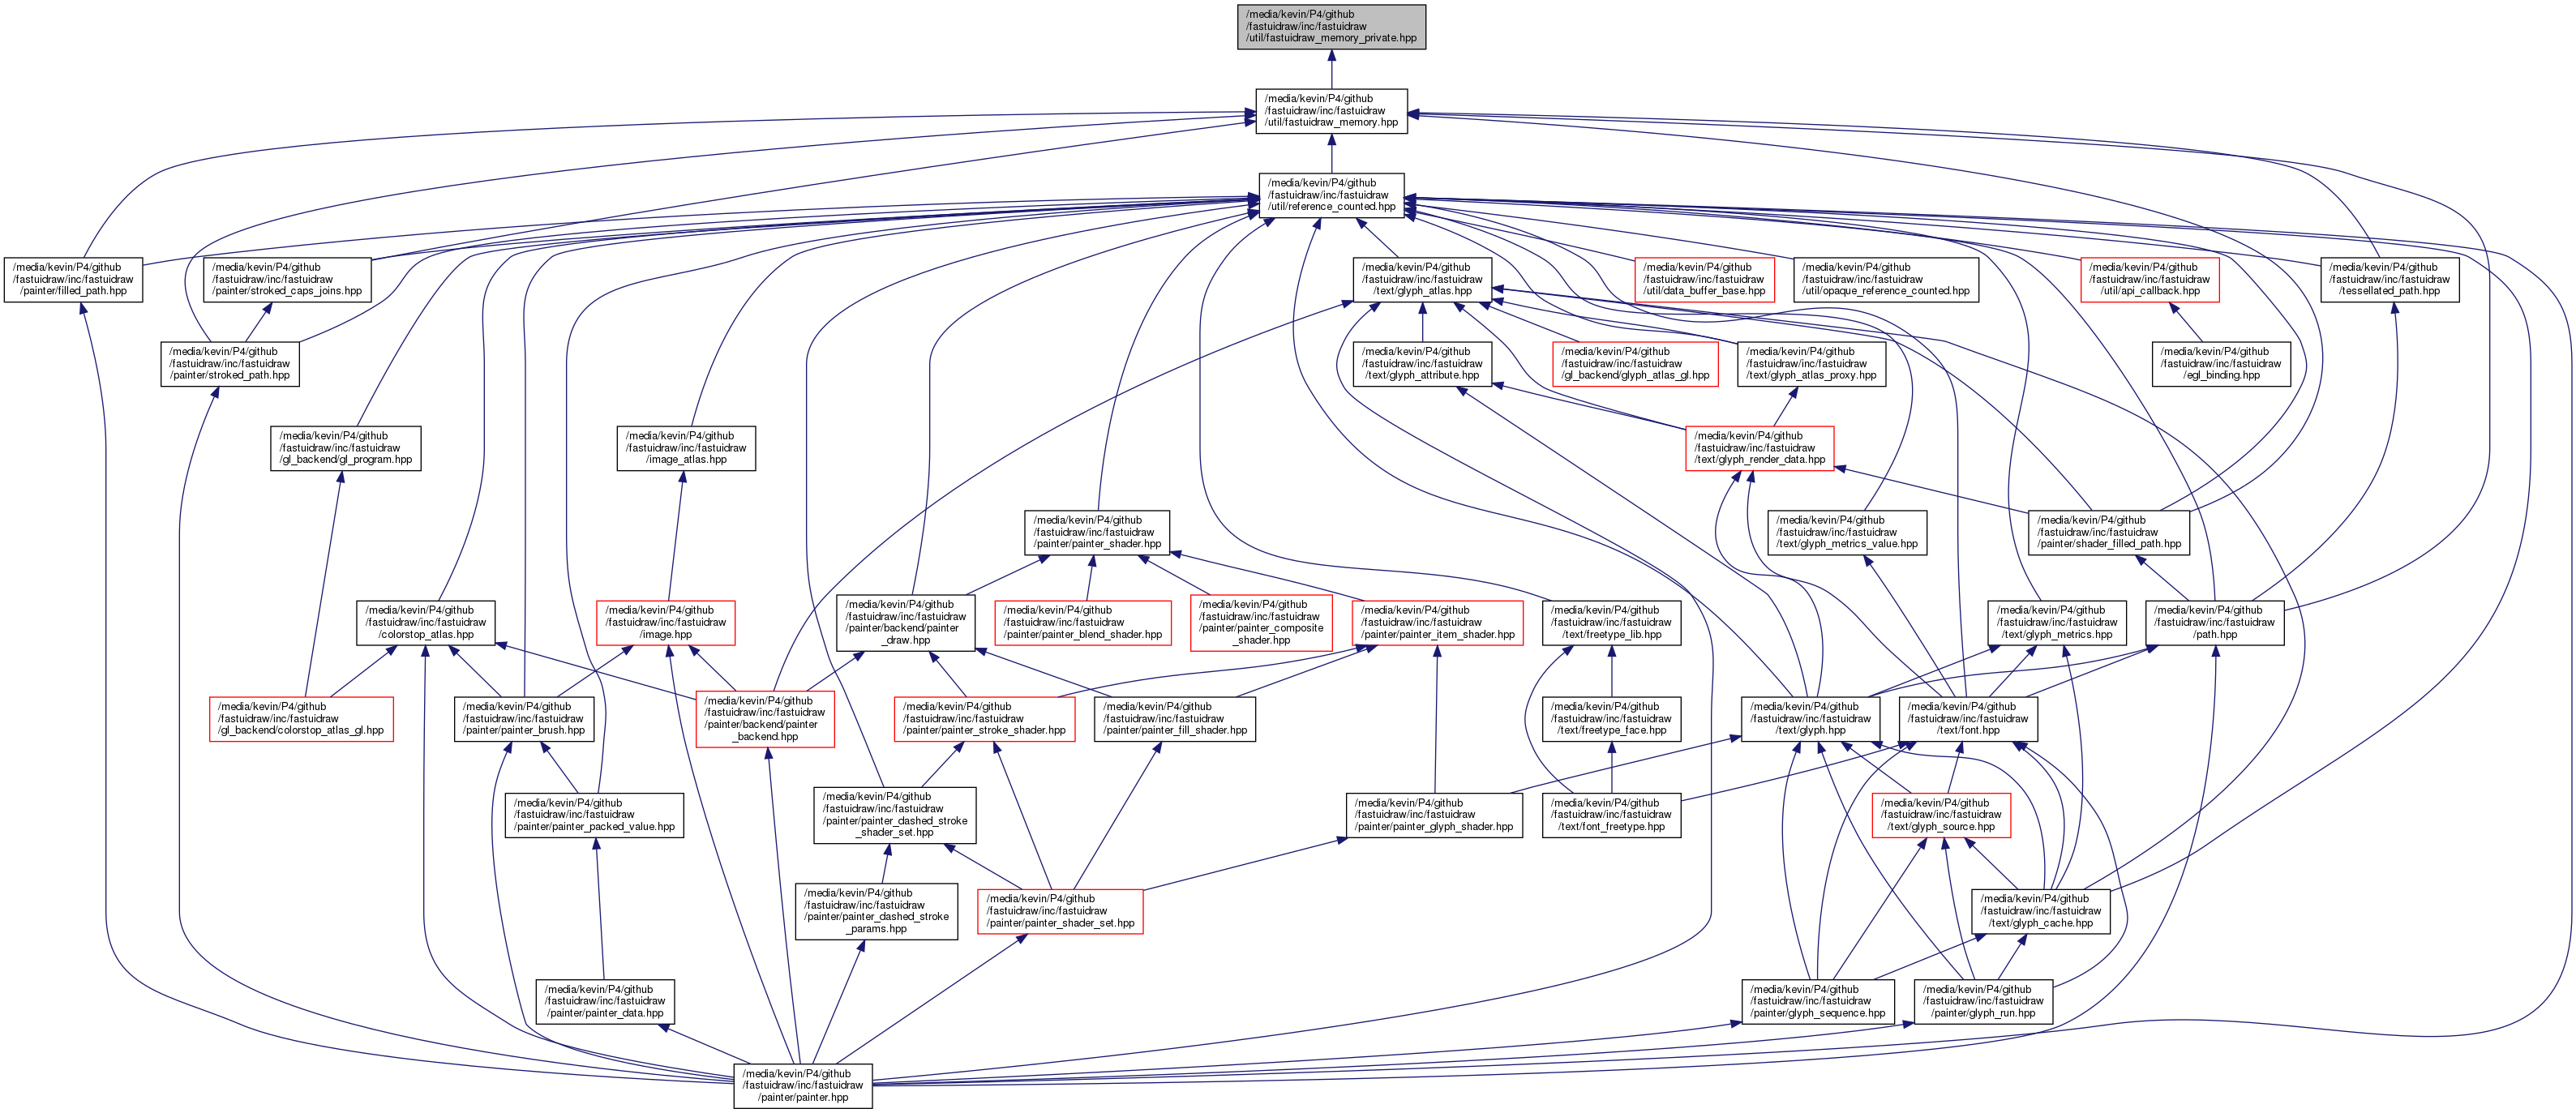 /media/kevin/P4/github
/fastuidraw/inc/fastuidraw
/util/fastuidraw_memory_private.hpp
/media/kevin/P4/github
/fastuidraw/inc/fastuidraw
/util/fastuidraw_memory.hpp
/media/kevin/P4/github
/fastuidraw/inc/fastuidraw
/util/reference_counted.hpp
/media/kevin/P4/github
/fastuidraw/inc/fastuidraw
/painter/filled_path.hpp
/media/kevin/P4/github
/fastuidraw/inc/fastuidraw
/painter/stroked_caps_joins.hpp
/media/kevin/P4/github
/fastuidraw/inc/fastuidraw
/text/glyph_atlas.hpp
/media/kevin/P4/github
/fastuidraw/inc/fastuidraw
/util/data_buffer_base.hpp
/media/kevin/P4/github
/fastuidraw/inc/fastuidraw
/util/opaque_reference_counted.hpp
/media/kevin/P4/github
/fastuidraw/inc/fastuidraw
/util/api_callback.hpp
/media/kevin/P4/github
/fastuidraw/inc/fastuidraw
/tessellated_path.hpp
/media/kevin/P4/github
/fastuidraw/inc/fastuidraw
/painter/stroked_path.hpp
/media/kevin/P4/github
/fastuidraw/inc/fastuidraw
/text/glyph_attribute.hpp
/media/kevin/P4/github
/fastuidraw/inc/fastuidraw
/gl_backend/glyph_atlas_gl.hpp
/media/kevin/P4/github
/fastuidraw/inc/fastuidraw
/text/glyph_atlas_proxy.hpp
/media/kevin/P4/github
/fastuidraw/inc/fastuidraw
/egl_binding.hpp
/media/kevin/P4/github
/fastuidraw/inc/fastuidraw
/gl_backend/gl_program.hpp
/media/kevin/P4/github
/fastuidraw/inc/fastuidraw
/image_atlas.hpp
/media/kevin/P4/github
/fastuidraw/inc/fastuidraw
/text/glyph_render_data.hpp
/media/kevin/P4/github
/fastuidraw/inc/fastuidraw
/painter/painter_shader.hpp
/media/kevin/P4/github
/fastuidraw/inc/fastuidraw
/text/glyph_metrics_value.hpp
/media/kevin/P4/github
/fastuidraw/inc/fastuidraw
/painter/shader_filled_path.hpp
/media/kevin/P4/github
/fastuidraw/inc/fastuidraw
/colorstop_atlas.hpp
/media/kevin/P4/github
/fastuidraw/inc/fastuidraw
/image.hpp
/media/kevin/P4/github
/fastuidraw/inc/fastuidraw
/painter/backend/painter
_draw.hpp
/media/kevin/P4/github
/fastuidraw/inc/fastuidraw
/painter/painter_blend_shader.hpp
/media/kevin/P4/github
/fastuidraw/inc/fastuidraw
/painter/painter_composite
_shader.hpp
/media/kevin/P4/github
/fastuidraw/inc/fastuidraw
/painter/painter_item_shader.hpp
/media/kevin/P4/github
/fastuidraw/inc/fastuidraw
/text/freetype_lib.hpp
/media/kevin/P4/github
/fastuidraw/inc/fastuidraw
/text/glyph_metrics.hpp
/media/kevin/P4/github
/fastuidraw/inc/fastuidraw
/path.hpp
/media/kevin/P4/github
/fastuidraw/inc/fastuidraw
/gl_backend/colorstop_atlas_gl.hpp
/media/kevin/P4/github
/fastuidraw/inc/fastuidraw
/painter/painter_brush.hpp
/media/kevin/P4/github
/fastuidraw/inc/fastuidraw
/painter/backend/painter
_backend.hpp
/media/kevin/P4/github
/fastuidraw/inc/fastuidraw
/painter/painter_stroke_shader.hpp
/media/kevin/P4/github
/fastuidraw/inc/fastuidraw
/painter/painter_fill_shader.hpp
/media/kevin/P4/github
/fastuidraw/inc/fastuidraw
/text/freetype_face.hpp
/media/kevin/P4/github
/fastuidraw/inc/fastuidraw
/text/glyph.hpp
/media/kevin/P4/github
/fastuidraw/inc/fastuidraw
/text/font.hpp
/media/kevin/P4/github
/fastuidraw/inc/fastuidraw
/painter/painter_packed_value.hpp
/media/kevin/P4/github
/fastuidraw/inc/fastuidraw
/painter/painter_dashed_stroke
_shader_set.hpp
/media/kevin/P4/github
/fastuidraw/inc/fastuidraw
/painter/painter_glyph_shader.hpp
/media/kevin/P4/github
/fastuidraw/inc/fastuidraw
/text/font_freetype.hpp
/media/kevin/P4/github
/fastuidraw/inc/fastuidraw
/text/glyph_source.hpp
/media/kevin/P4/github
/fastuidraw/inc/fastuidraw
/painter/painter_dashed_stroke
_params.hpp
/media/kevin/P4/github
/fastuidraw/inc/fastuidraw
/painter/painter_shader_set.hpp
/media/kevin/P4/github
/fastuidraw/inc/fastuidraw
/text/glyph_cache.hpp
/media/kevin/P4/github
/fastuidraw/inc/fastuidraw
/painter/painter_data.hpp
/media/kevin/P4/github
/fastuidraw/inc/fastuidraw
/painter/glyph_sequence.hpp
/media/kevin/P4/github
/fastuidraw/inc/fastuidraw
/painter/glyph_run.hpp
/media/kevin/P4/github
/fastuidraw/inc/fastuidraw
/painter/painter.hpp